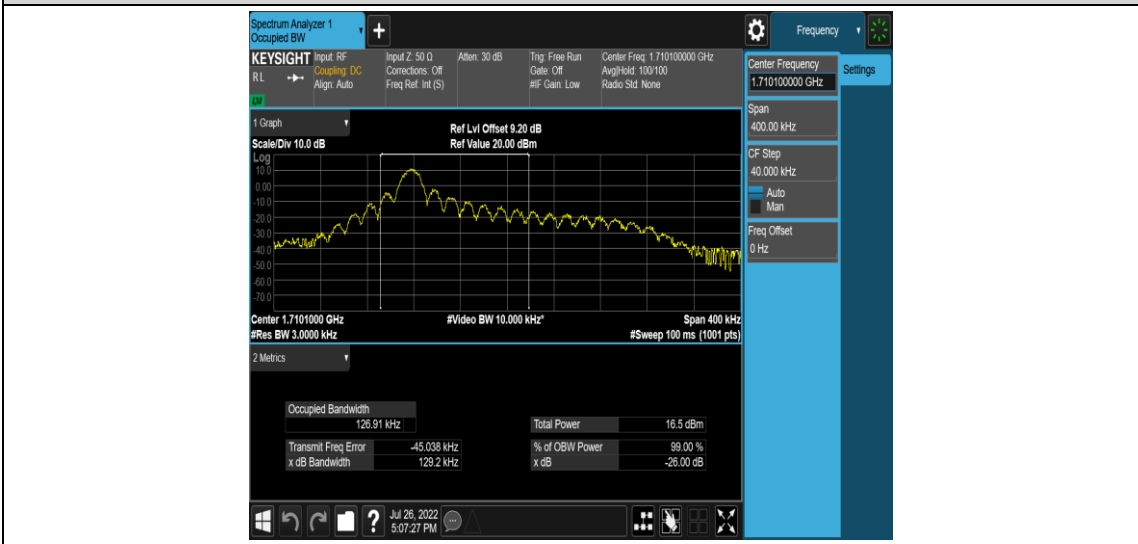 Spectrum Analyzer 1
Occupied BW
+
Frequency
KEYSIGHT
RL
LXI
Input: RF
Coupling: DC
Align: Auto
Input Z: 50 Ω
Corrections: Off
Freq Ref: Int (S)
Atten: 30 dB
Trig: Free Run
Gate: Off
#IF Gain: Low
Center Freq: 1.710100000 GHz
Avg|Hold: 100/100
Radio Std: None
Center Frequency
1.710100000 GHz
Settings
Span
400.00 kHz
CF Step
40.000 kHz
Auto
Man
Freq Offset
0 Hz
1 Graph
Scale/Div 10.0 dB
Ref Lvl Offset 9.20 dB
Ref Value 20.00 dBm
Log
10.0
0.00
-10.0
-20.0
-30.0
-40.0
-50.0
-60.0
-70.0
Center 1.7101000 GHz
#Res BW 3.0000 kHz
#Video BW 10.000 kHz*
Span 400 kHz
#Sweep 100 ms (1001 pts)
2 Metrics
Occupied Bandwidth
126.91 kHz
Total Power 16.5 dBm
Transmit Freq Error -45.038 kHz
% of OBW Power 99.00 %
x dB Bandwidth 129.2 kHz
x dB -26.00 dB
?
Jul 26, 2022
5:07:27 PM